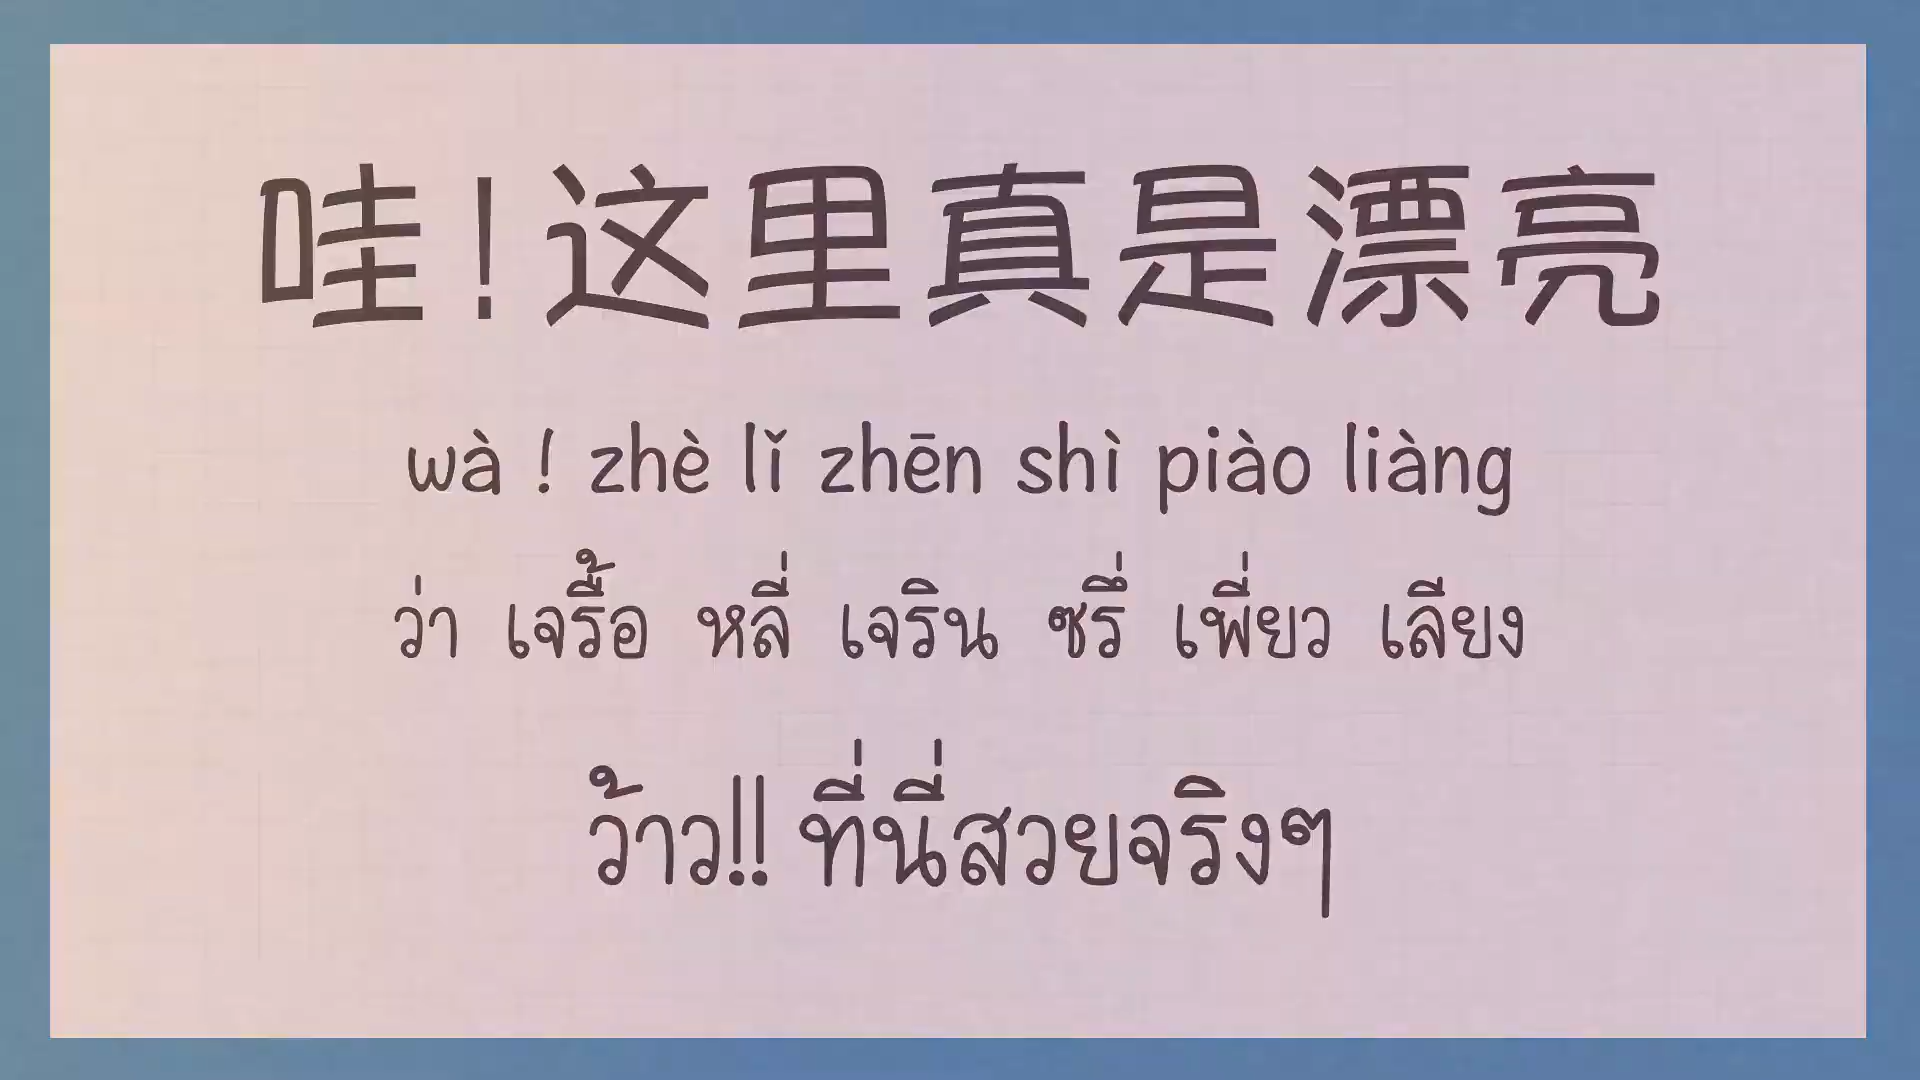 哇!这里真是漂亮
wà ! zhè lǐ zhēn shì piào liàng
ว่า เจรื้อ หลี่ เจริน ซรึ่ เพี่ยว เลียง
ว้าว!! ที่นี่สวยจริงๆ